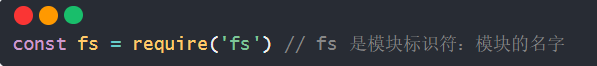 const fs = require('fs') // fs 是模块标识符：模块的名字